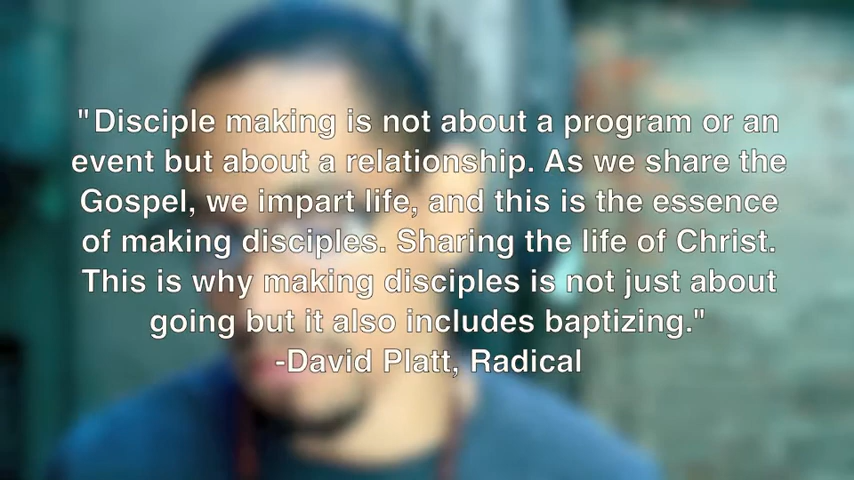 "Disciple making is not about a program or an
event but about a relationship. As we share the
Gospel, we impart life, and this is the essence
of making disciples. Sharing the life of Christ.
This is why making disciples is not just about
going but it also includes baptizing."
-David Platt, Radical